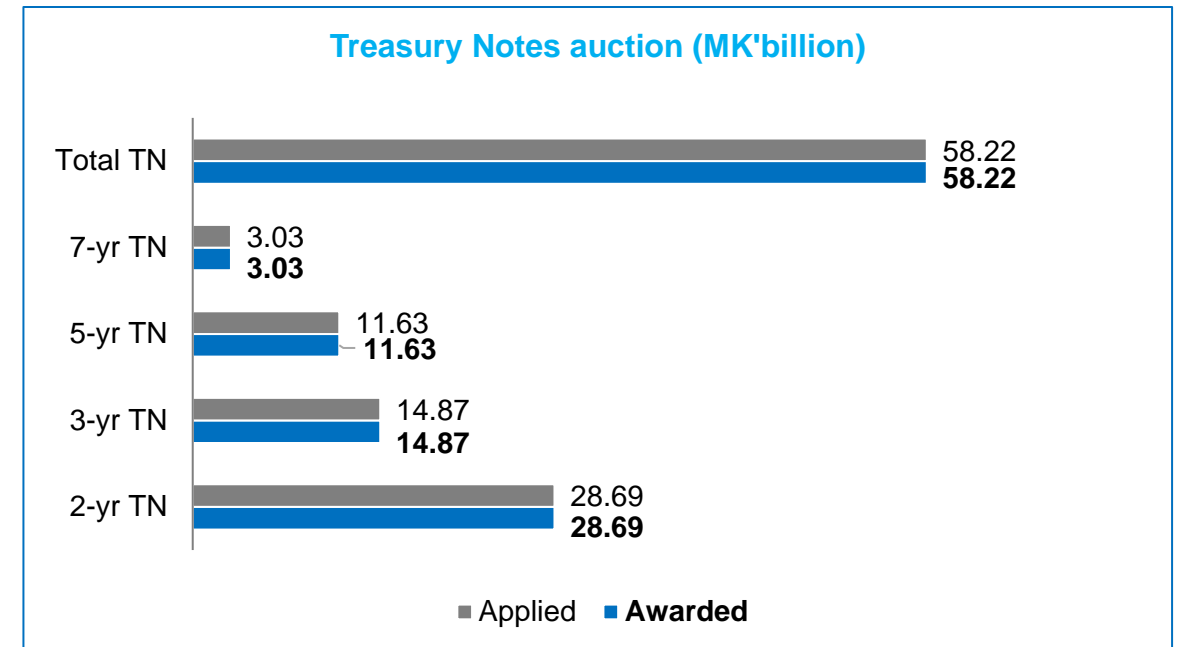 Treasury Notes auction (MK'billion)
Total TN
58.22
58.22
7-yr TN
3.03
3.03
5-yr TN
11.63
11.63
3-yr TN
14.87
14.87
2-yr TN
28.69
28.69
Applied Awarded